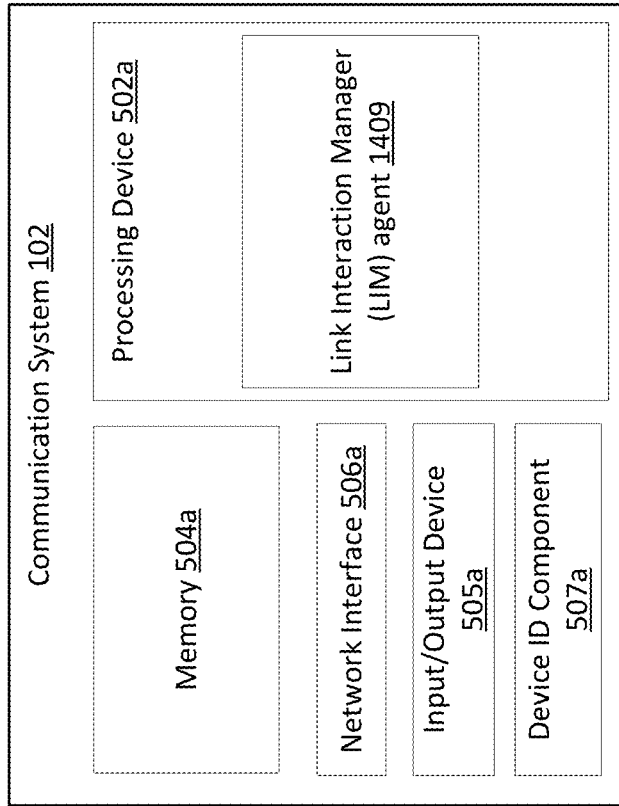 Communication System 102
Memory 504a
Network Interface 506a
Input/Output Device
505a
Device ID Component
507a
Processing Device 502a
Link Interaction Manager
(LIM) agent 1409